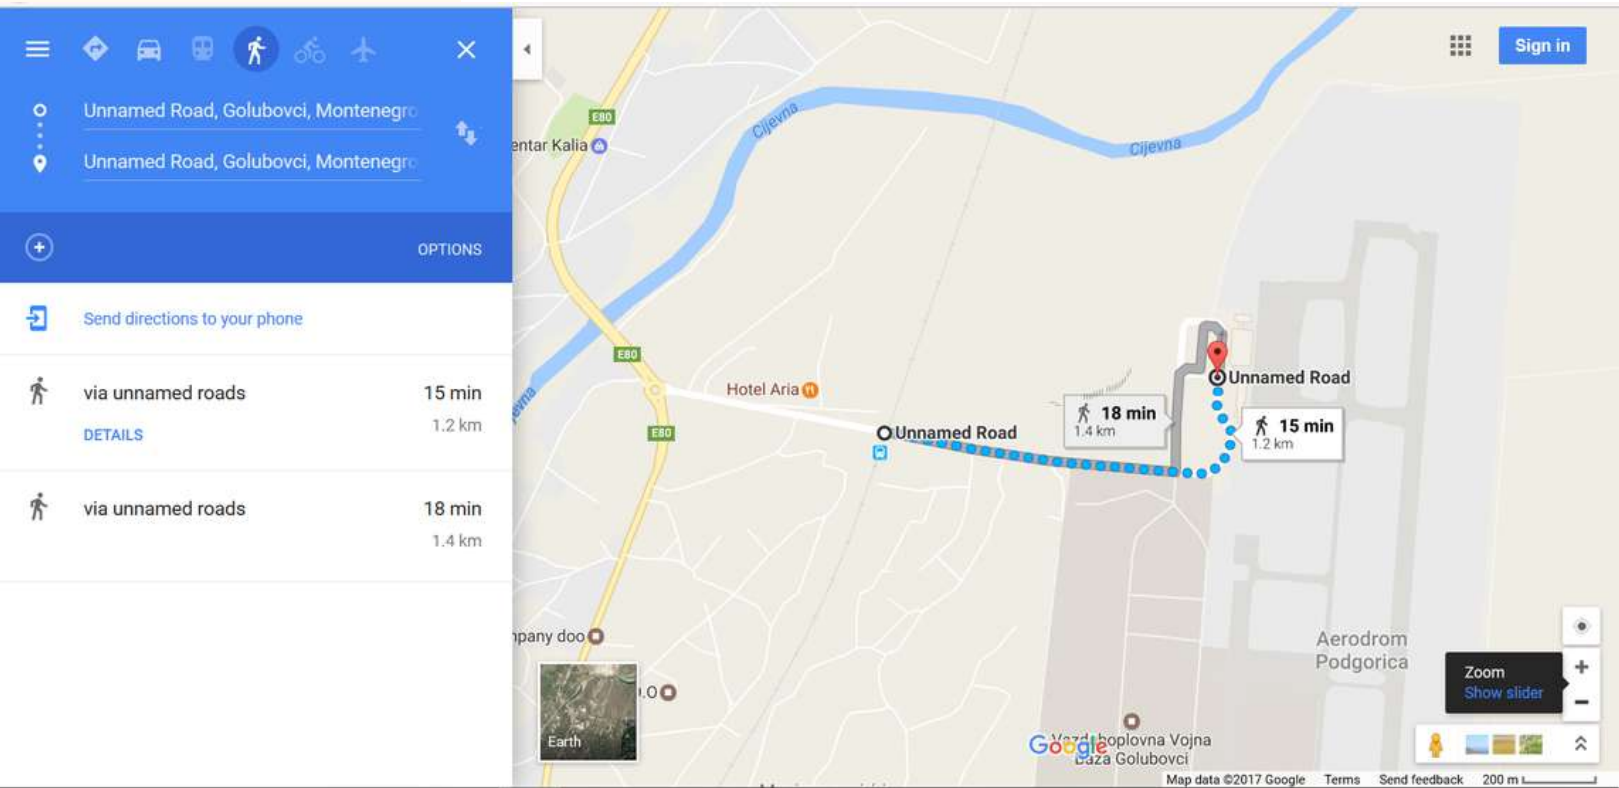 Unnamed Road, Golubovci, Montenegro
Unnamed Road, Golubovci, Montenegro
OPTIONS
Send directions to your phone
via unnamed roads 15 min
1.2 km
DETAILS
via unnamed roads 18 min
1.4 km
Sign in
E80
entar Kalia
Cijevna
Cijevna
E80
Hotel Aria
Unnamed Road
evna
18 min
1.4 km
15 min
1.2 km
E80
Unnamed Road
Aerodrom
Podgorica
pany doo
Zoom
Show slider
Earth
Google
oplovna Vojna
Baza Golubovci
Map data ©2017 Google Terms Send feedback 200 m